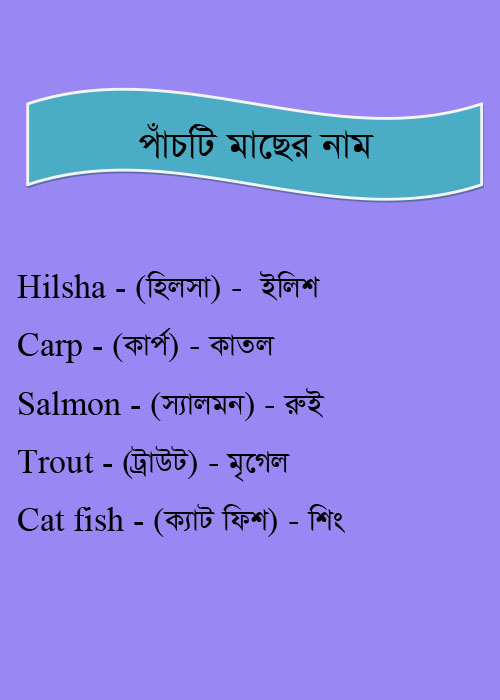 পাঁচটি মাছের নাম
Hilsha - (হিলসা) - ইলিশ
Carp - (কার্প) - কাতল
Salmon - (স্যালমন) - রুই
Trout - (ট্রাউট) - মৃগেল
Cat fish - (ক্যাট ফিশ) - শিং